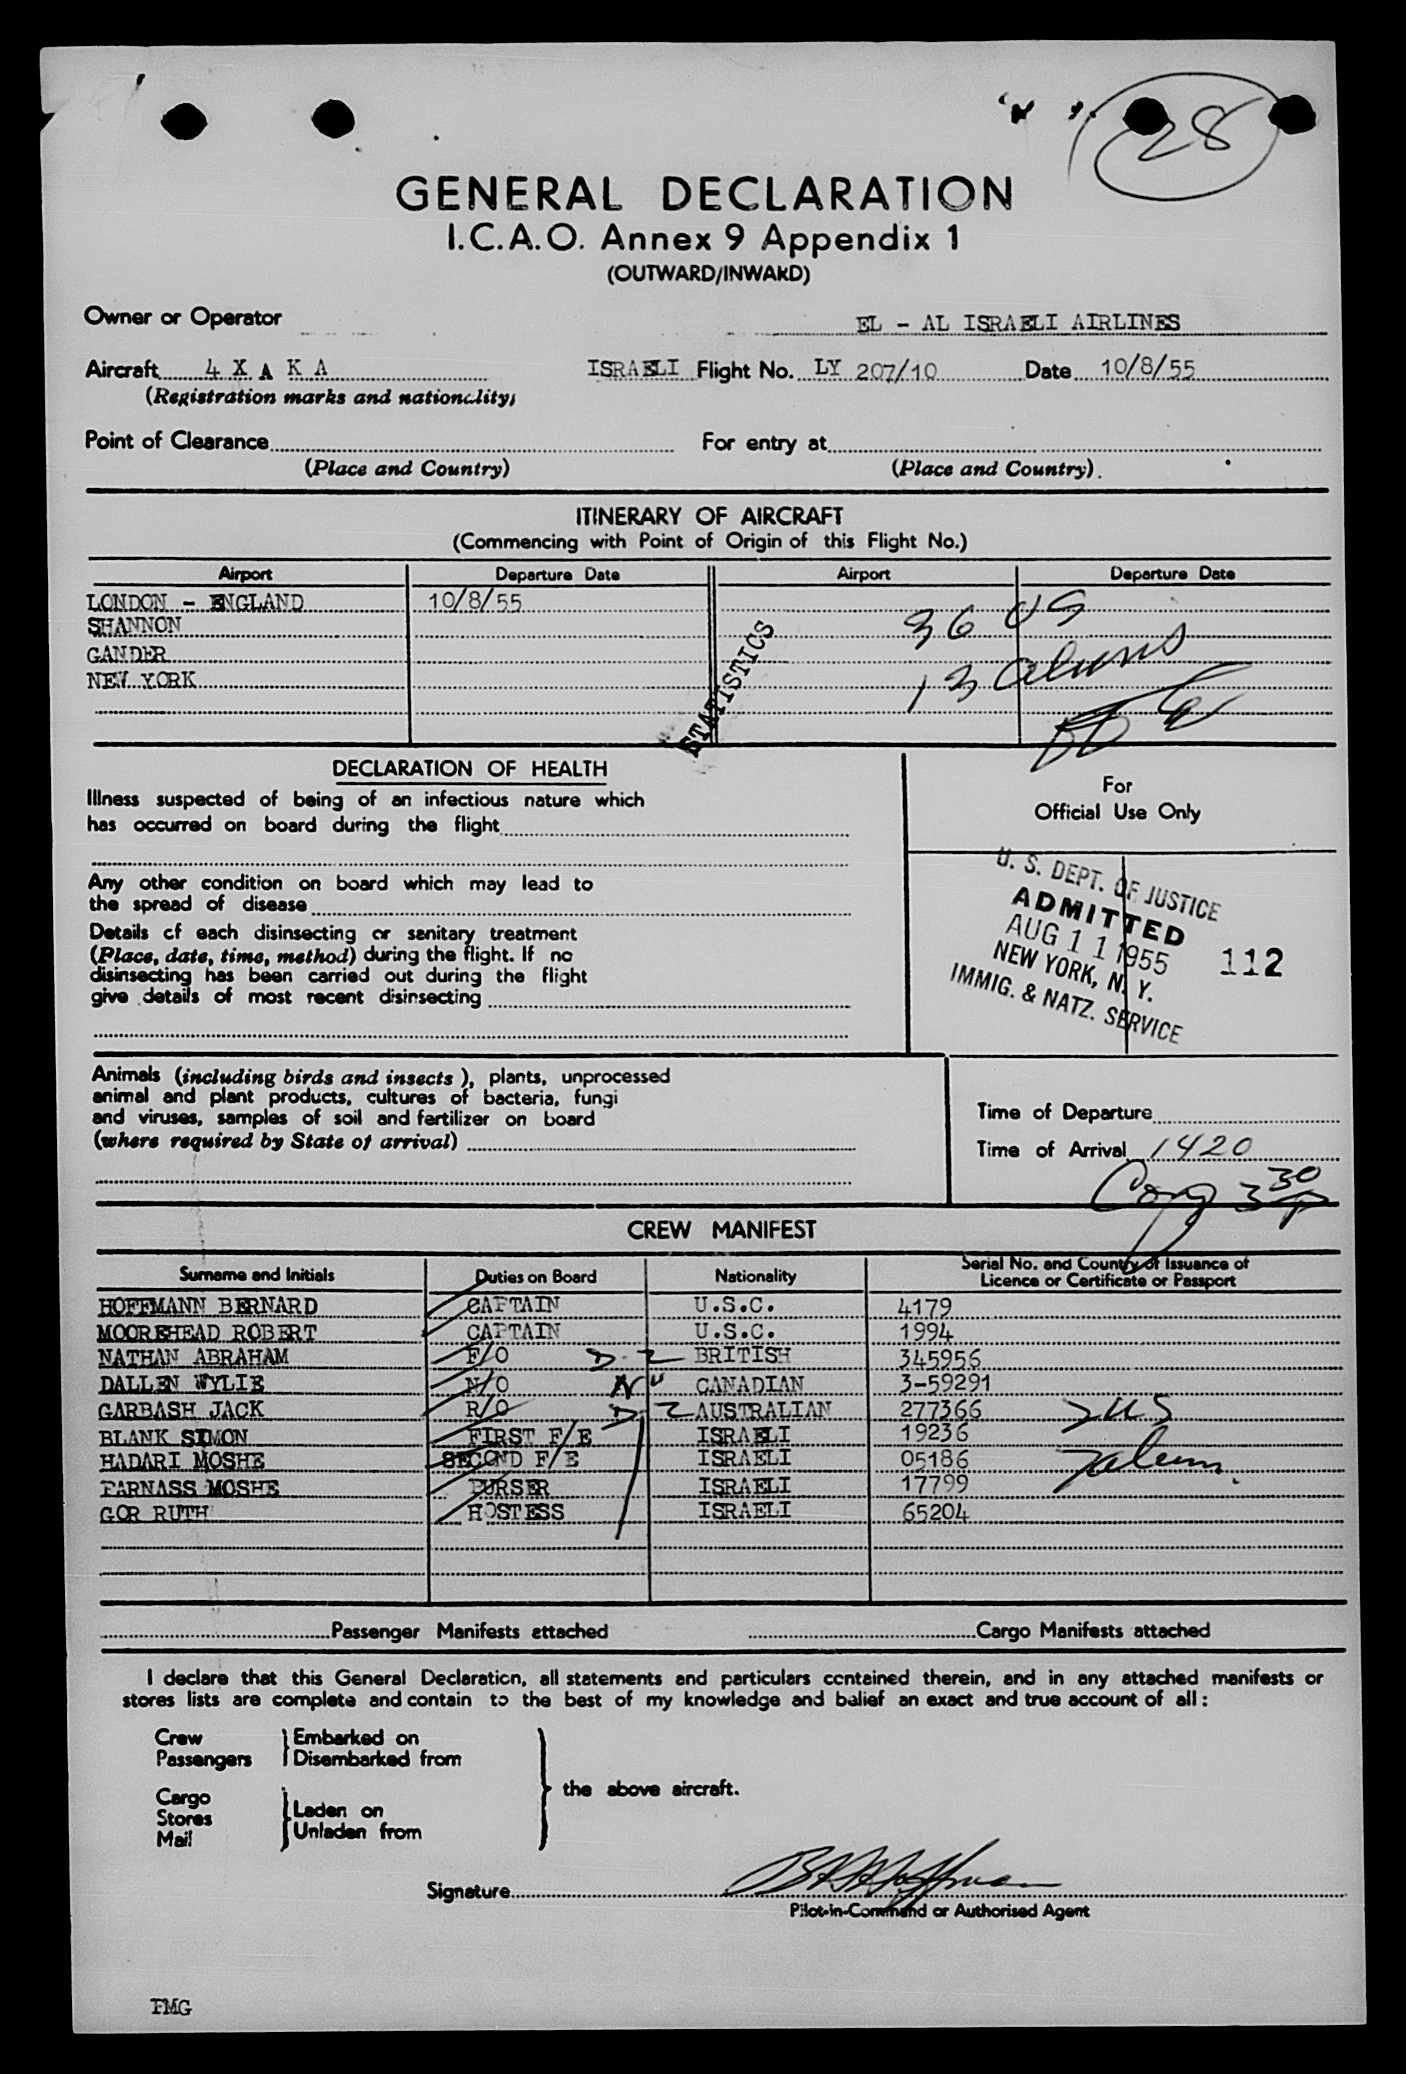 28
GENERAL DECLARATION
I.C.A.O. Annex 9 Appendix 1
(OUTWARD/INWARD)
Owner or Operator EL - AL ISRAELI AIRLINES
Aircraft 4 X A K A ISRAELI Flight No. LY 207/10 Date 10/8/55
(Registration marks and nationality)
Point of Clearance For entry at
(Place and Country) (Place and Country).
ITINERARY OF AIRCRAFT
(Commencing with Point of Origin of this Flight No.)
Airport Departure Date Airport Departure Date
LONDON - ENGLAND 10/8/55
SHANNON 36 US
GANDER
NEW YORK 13 aliens
STATISTICS
DECLARATION OF HEALTH
Illness suspected of being of an infectious nature which
has occurred on board during the flight
Any other condition on board which may lead to
the spread of disease
Details of each disinsecting or sanitary treatment
(Place, date, time, method) during the flight. If no
disinsecting has been carried out during the flight
give details of most recent disinsecting
For
Official Use Only
U. S. DEPT. OF JUSTICE
ADMITTED
AUG 11 1955
NEW YORK, N. Y.
IMMIG. & NATZ. SERVICE
112
Animals (including birds and insects), plants, unprocessed
animal and plant products, cultures of bacteria, fungi
and viruses, samples of soil and fertilizer on board
(where required by State of arrival)
Time of Departure
Time of Arrival 1420
330
CREW MANIFEST
Surname and Initials Duties on Board Nationality Serial No. and Country of Issuance of
Licence or Certificate or Passport
HOFFMANN BERNARD CAPTAIN U.S.C. 4179
MOOREHEAD ROBERT CAPTAIN U.S.C. 1994
NATHAN ABRAHAM F/O D-2 BRITISH 345956
DALLEN WYLIE N/O N " CANADIAN 3-59291
GARBASH JACK R/O D-2 AUSTRALIAN 277366 2 US
BLANK SIMON FIRST F/E ISRAELI 19236
HADARI MOSHE SECOND F/E ISRAELI 05186 7 aliens
PARNASS MOSHE PURSER ISRAELI 17799
GOR RUTH HOSTESS ISRAELI 65204
Passenger Manifests attached Cargo Manifests attached
I declare that this General Declaration, all statements and particulars contained therein, and in any attached manifests or
stores lists are complete and contain to the best of my knowledge and belief an exact and true account of all :
Crew Embarked on
Passengers Disembarked from
the above aircraft.
Cargo
Stores Laden on
Mail Unladen from
Signature
Pilot-in-Command or Authorised Agent
FMG